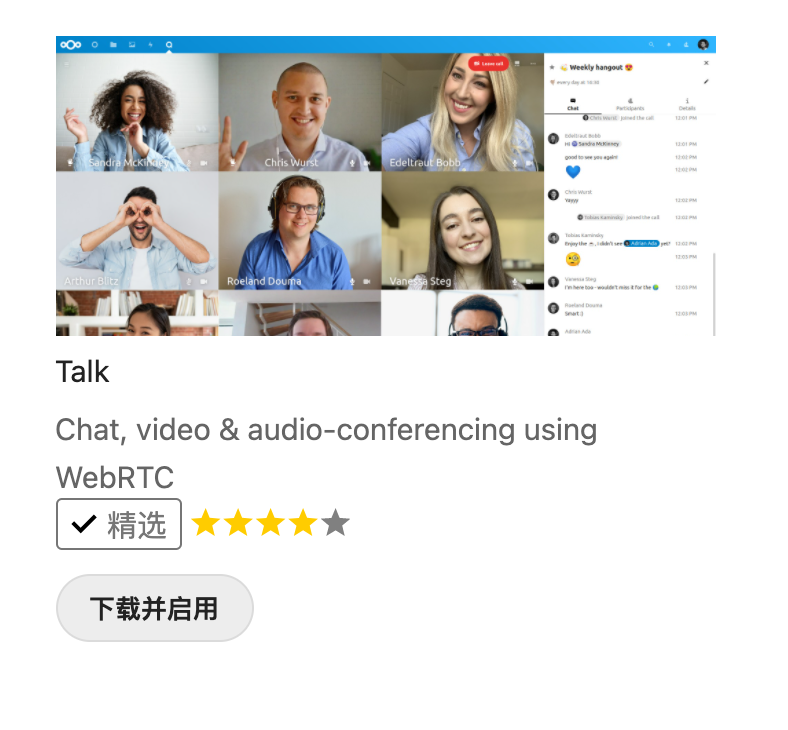 Leave call
Weekly hangout
every day at 10:30
Chat
Participants
Details
Chris Wurst joined the call 12:01 PM
Edeltraut Bobb
Hi Sandra McKinney 12:01 PM
good to see you again! 12:02 PM
12:02 PM
Chris Wurst
Yayyy 12:02 PM
Tobias Kaminsky joined the call 12:02 PM
Tobias Kaminsky
Enjoy the ..I didn't see Adrian Ada yet? 12:03 PM
12:03 PM
Vanessa Steg
I'm here too - wouldn't miss it for the 12:03 PM
Roeland Douma
Smart :) 12:03 PM
Adrian Ada
Sandra McKinney
Chris Wurst
Edeltraut Bobb
Arthur Blitz
Roeland Douma
Vanessa Steg
Talk
Chat, video & audio-conferencing using
WebRTC
精选
下载并启用